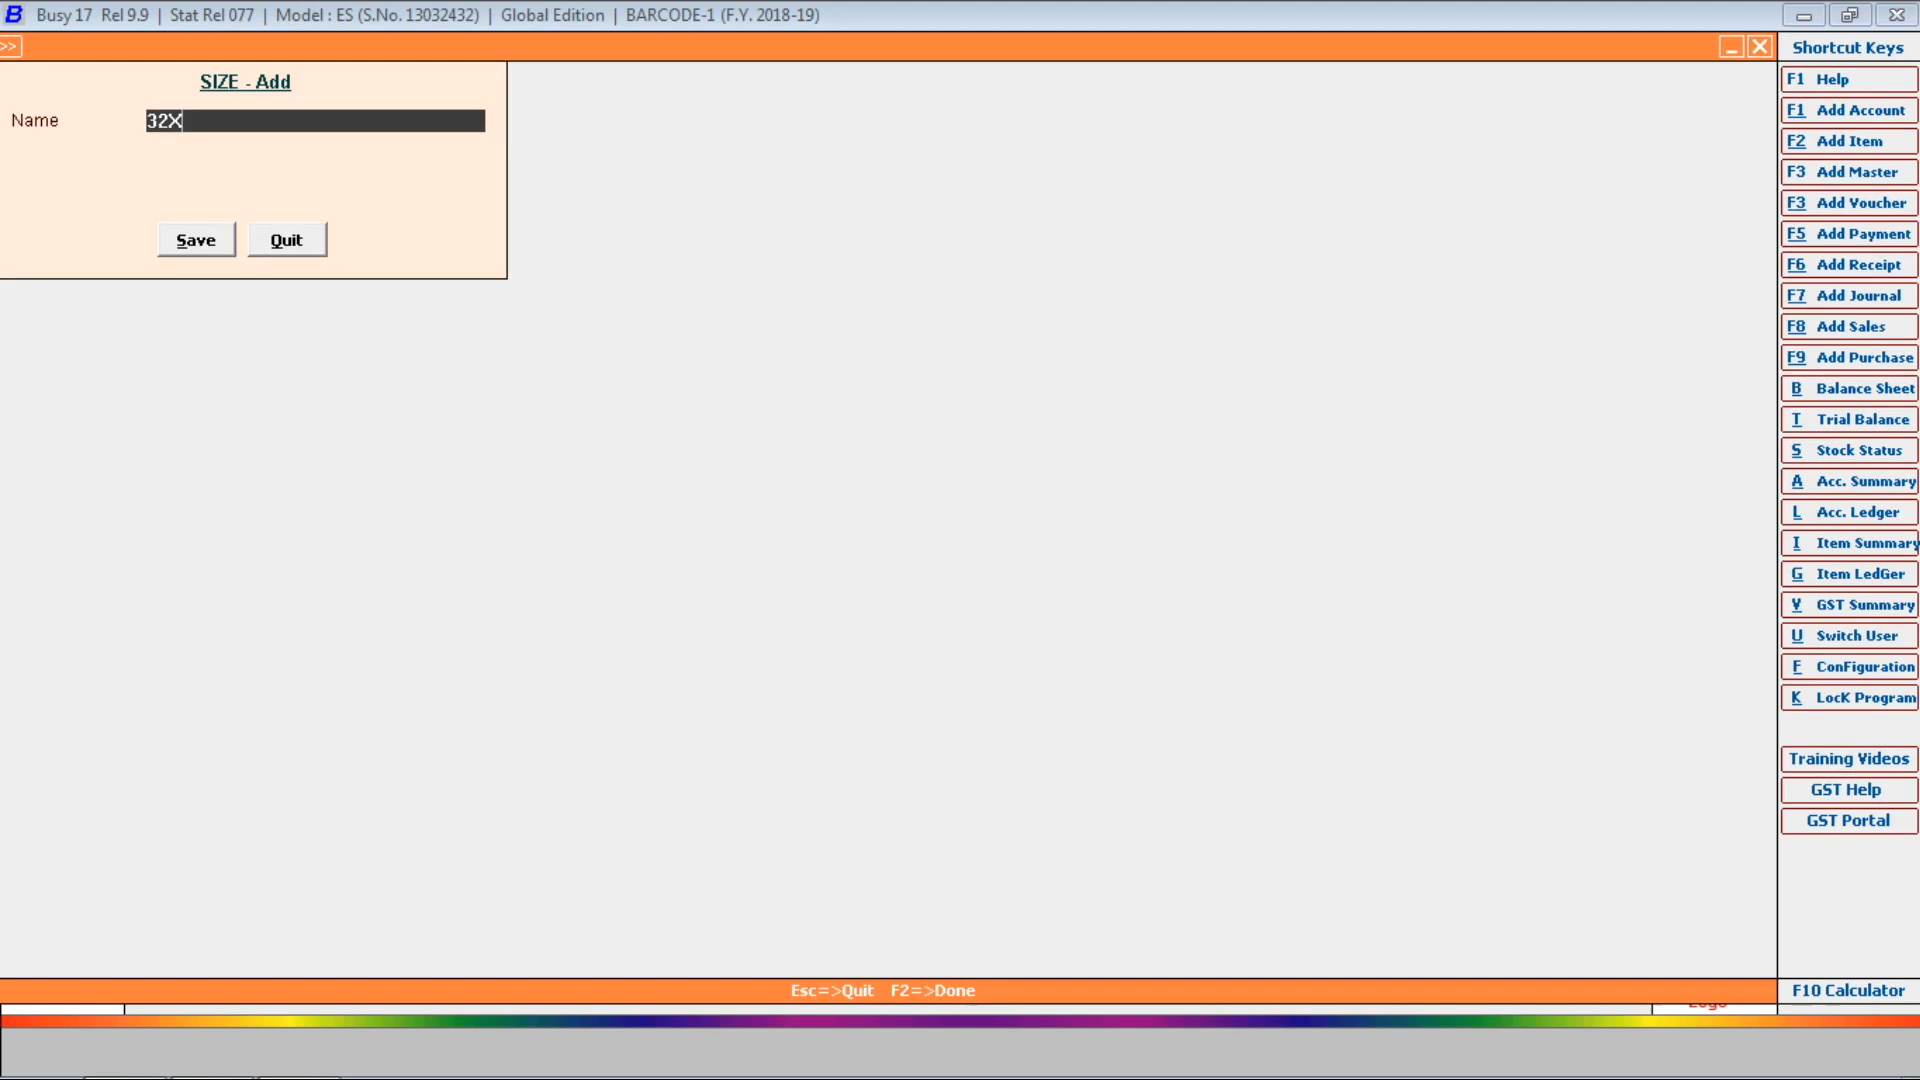 B Busy 17 Rel 9.9 | Stat Rel 077 | Model : ES (S.No. 13032432) | Global Edition | BARCODE-1 (F.Y. 2018-19)
>>
Shortcut Keys
SIZE - Add
Name 32X
Save Quit
F1 Help
F1 Add Account
F2 Add Item
F3 Add Master
F3 Add Voucher
F5 Add Payment
F6 Add Receipt
F7 Add Journal
F8 Add Sales
F9 Add Purchase
B Balance Sheet
T Trial Balance
S Stock Status
A Acc. Summary
L Acc. Ledger
I Item Summary
G Item LedGer
V GST Summary
U Switch User
F ConFiguration
K LocK Program
Training Videos
GST Help
GST Portal
Esc=>Quit F2=>Done
F10 Calculator